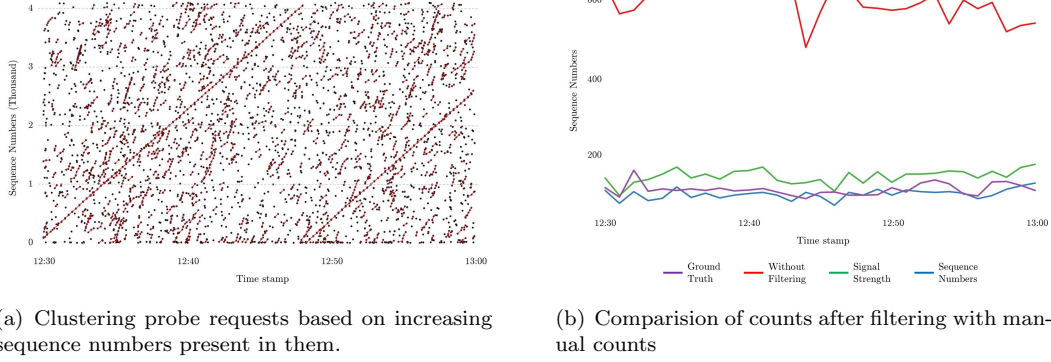 4
3
2
1
0
Sequence Numbers (Thousand)
12:30
12:40
12:50
13:00
Time stamp
400
200
Sequence Numbers
12:30
12:40
12:50
13:00
Time stamp
Ground
Truth
Without
Filtering
Signal
Strength
Sequence
Numbers
(a) Clustering probe requests based on increasing
sequence numbers present in them.
(b) Comparision of counts after filtering with man-
ual counts